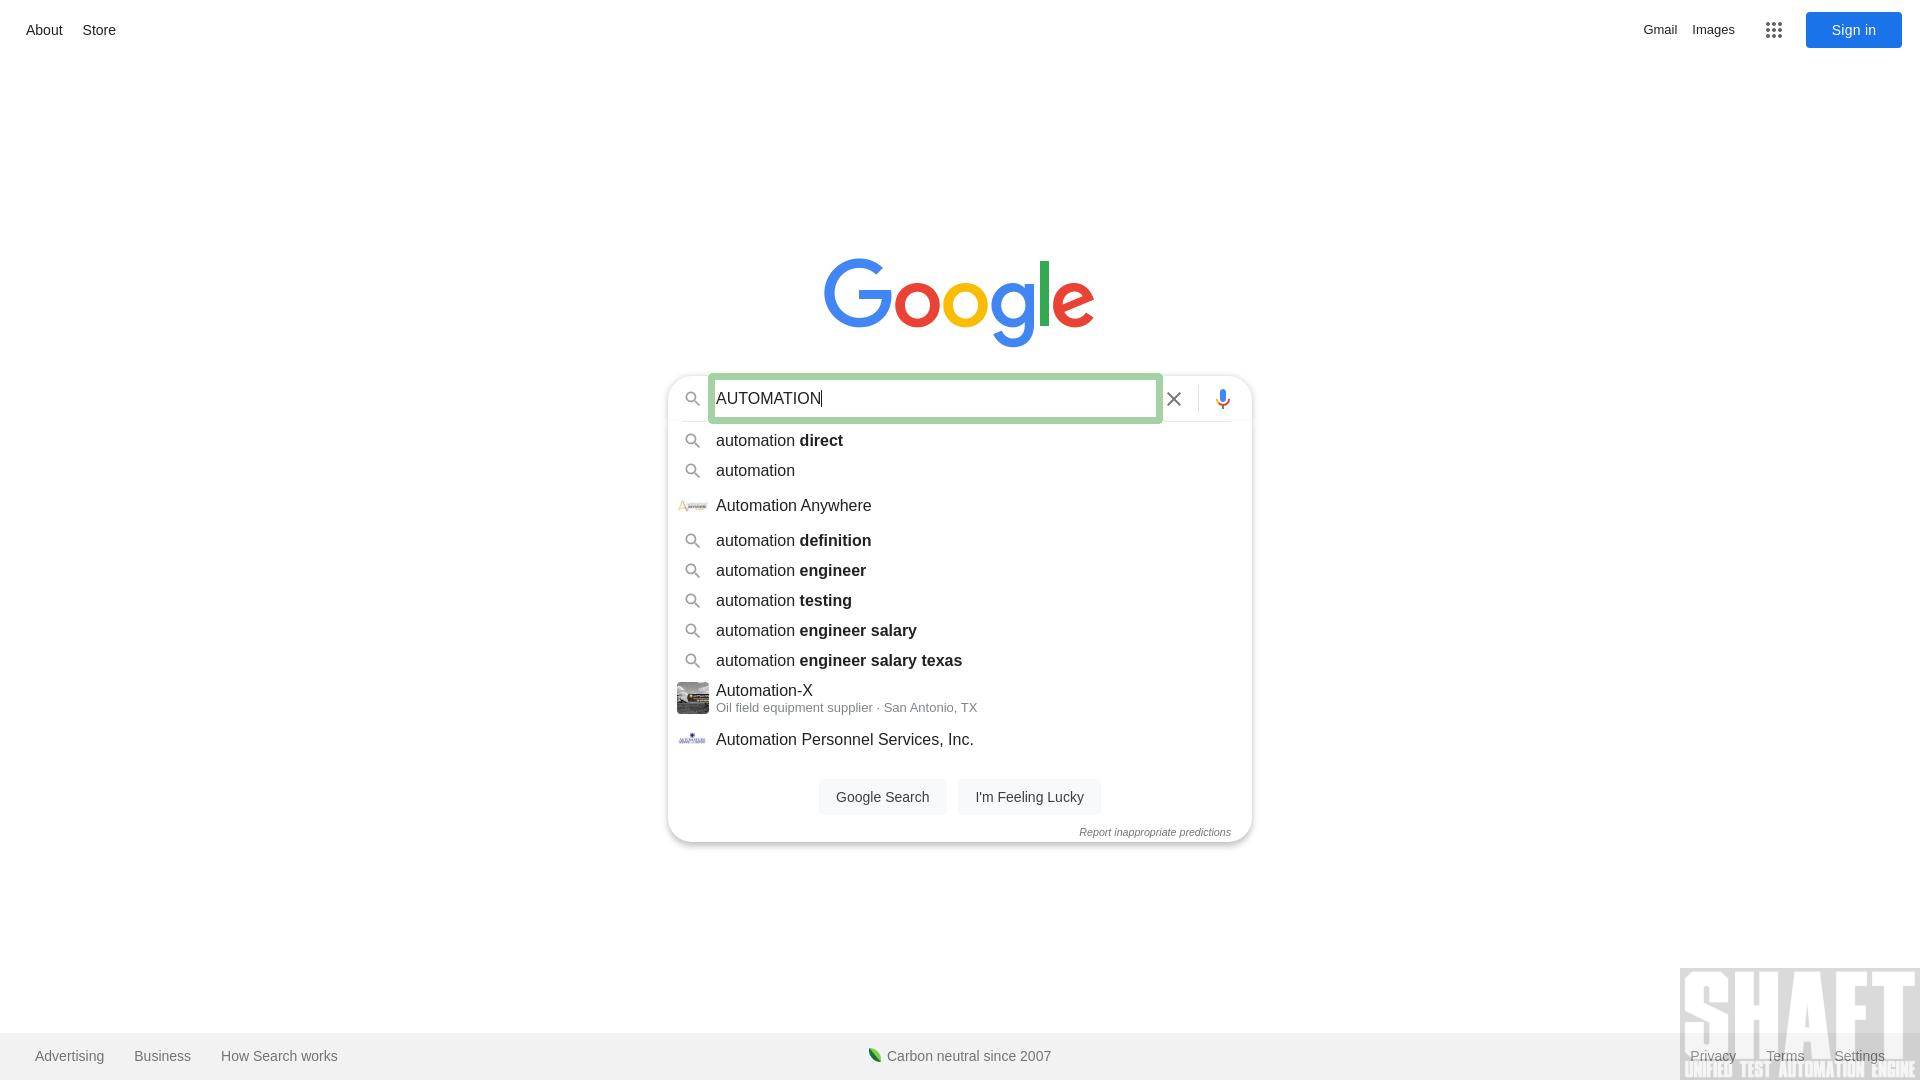 About Store
Gmail Images Sign in
Google
AUTOMATION
automation direct
automation
Automation Anywhere
automation definition
automation engineer
automation testing
automation engineer salary
automation engineer salary texas
Automation-X
Oil field equipment supplier · San Antonio, TX
Automation Personnel Services, Inc.
Google Search I'm Feeling Lucky
Report inappropriate predictions
SHAFT
Advertising Business How Search works Carbon neutral since 2007 Privacy Terms Settings
UNIFIED TEST AUTOMATION ENGINE